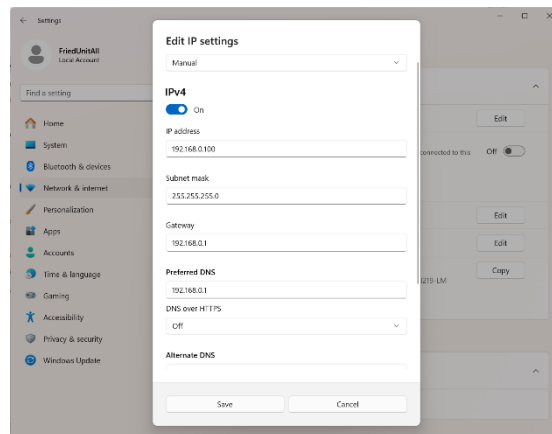 Settings
FriedUnitAll
Local Account
Find a setting
Home
System
Bluetooth & devices
Network & internet
Personalization
Apps
Accounts
Time & language
Gaming
Accessibility
Privacy & security
Windows Update
Edit IP settings
Manual
IPv4
On
IP address
192.168.0.100
Subnet mask
255.255.255.0
Gateway
192.168.0.1
Preferred DNS
192.168.0.1
DNS over HTTPS
Off
Alternate DNS
Save
Cancel
Edit
connected to this
Off
Edit
Edit
Copy
I219-LM